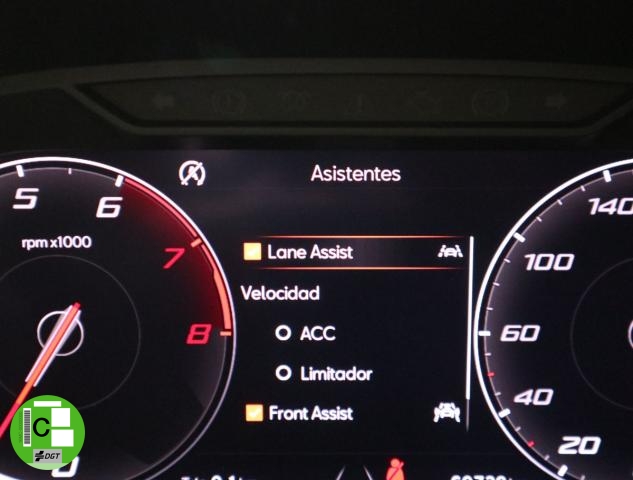 Asistentes
5
6
rpm x1000
7
8
0
Lane Assist
Velocidad
ACC
Limitador
Front Assist
140
100
60
40
20
C
DGT